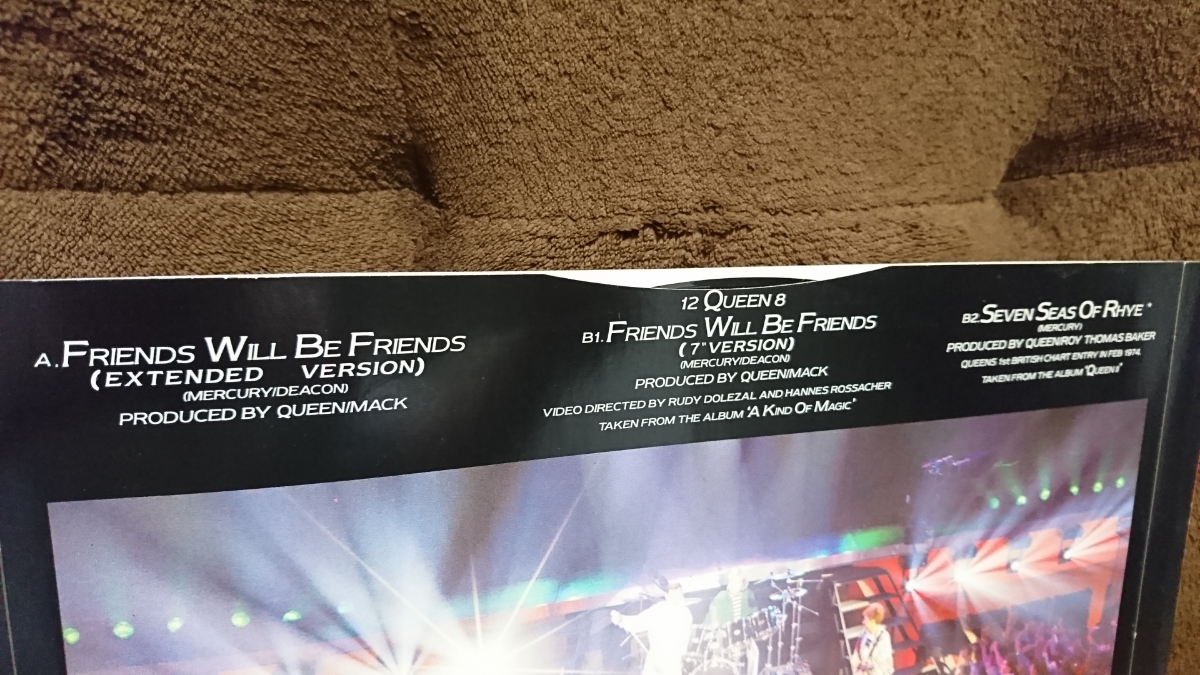 A. FRIENDS WILL BE FRIENDS
(EXTENDED VERSION)
(MERCURY/DEACON)
PRODUCED BY QUEEN/MACK
12 QUEEN 8
B1. FRIENDS WILL BE FRIENDS
(7" VERSION)
(MERCURY/DEACON)
PRODUCED BY QUEEN/MACK
VIDEO DIRECTED BY RUDY DOLEZAL AND HANNES ROSSACHER
TAKEN FROM THE ALBUM 'A KIND OF MAGIC'
B2. SEVEN SEAS OF RHYE *
(MERCURY)
PRODUCED BY QUEEN/ROY THOMAS BAKER
QUEENS 1st BRITISH CHART ENTRY IN FEB 1974.
TAKEN FROM THE ALBUM 'QUEEN II'